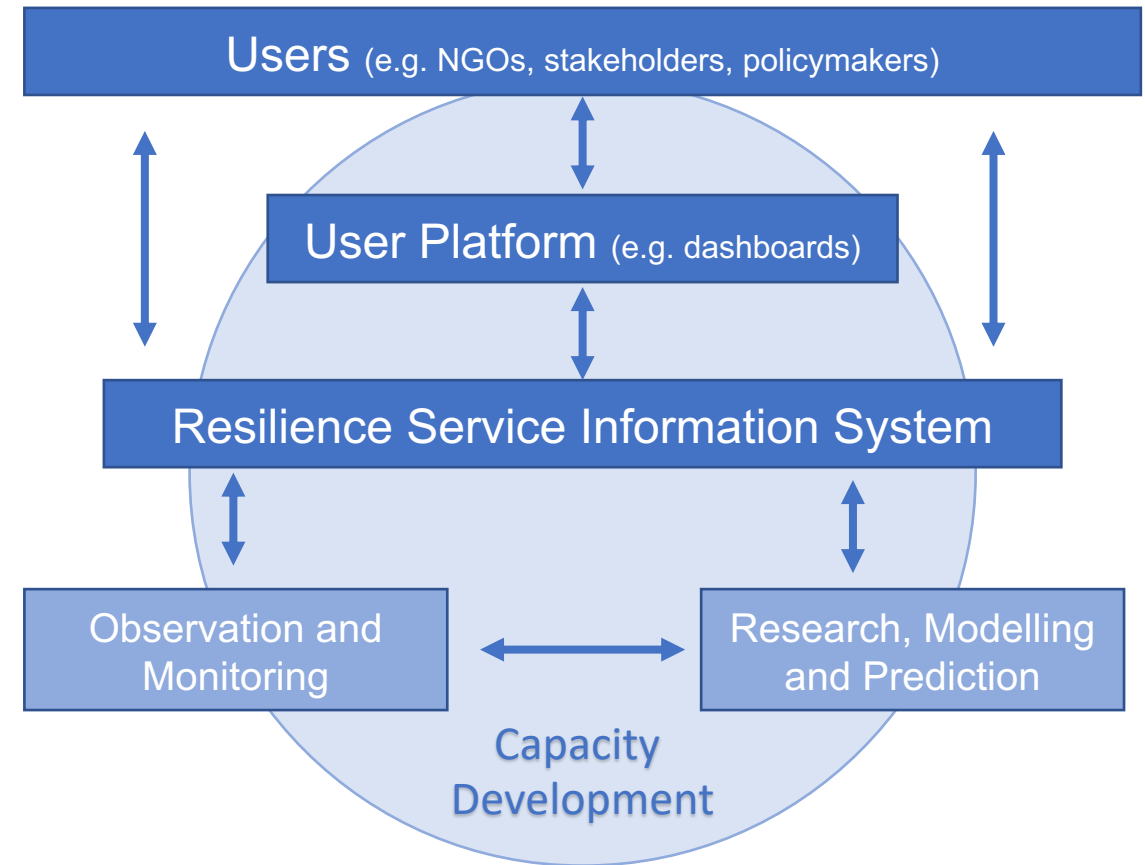 Users (e.g. NGOs, stakeholders, policymakers)
User Platform (e.g. dashboards)
Resilience Service Information System
Observation and
Monitoring
Research, Modelling
and Prediction
Capacity
Development